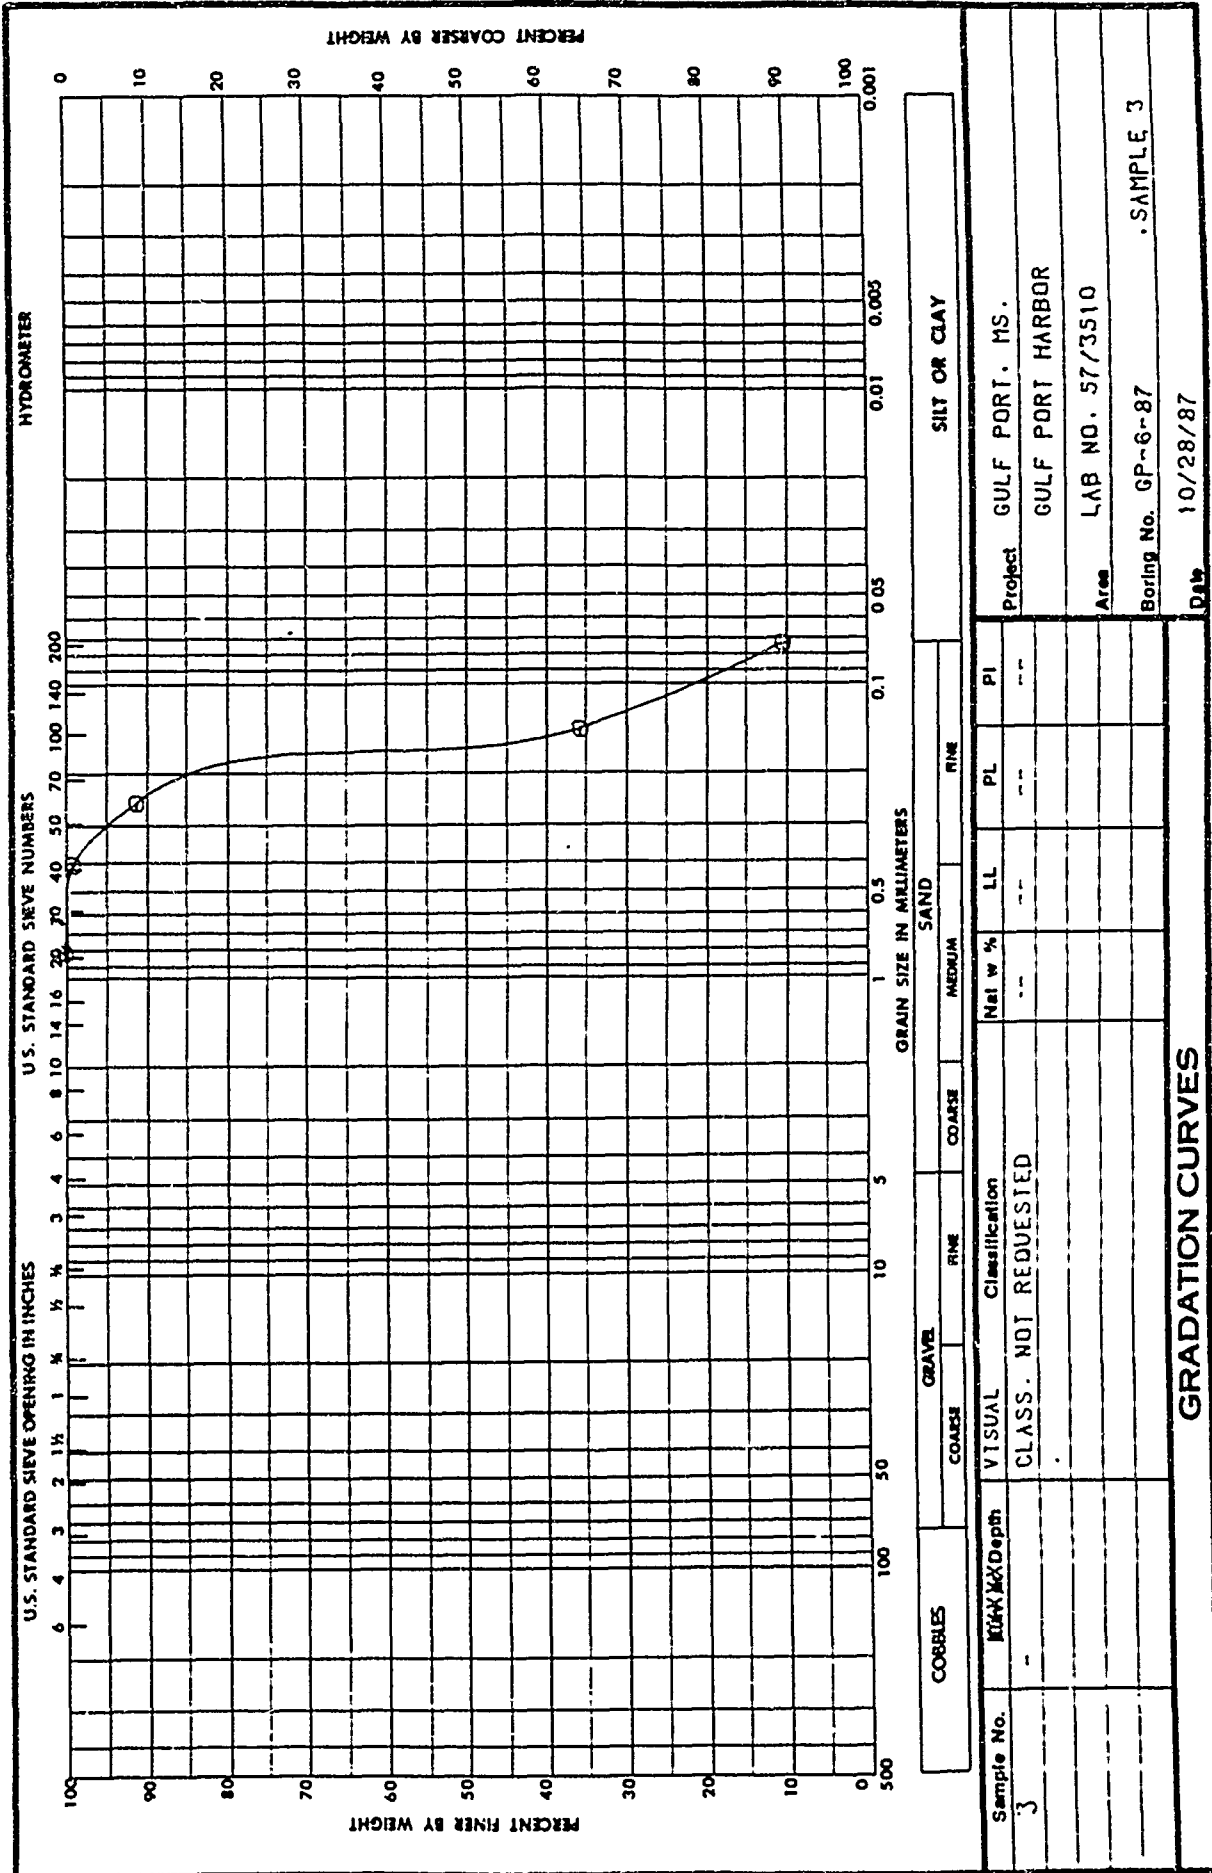 U.S. STANDARD SIEVE OPENING IN INCHES
U.S. STANDARD SIEVE NUMBERS
HYDROMETER
6 4 3 2 1½ 1 ¾ ½ ⅜ 3 4 6 8 10 14 16 20 40 50 70 100 140 200
PERCENT FINER BY WEIGHT
100
90
80
70
60
50
40
30
20
10
0
PERCENT COARSER BY WEIGHT
0
10
20
30
40
50
60
70
80
90
100
500 100 50 10 5 1 0.5 0.1 0 05 0.01 0.005 0.001
GRAIN SIZE IN MILLIMETERS
COBBLES
GRAVEL
COARSE
FINE
SAND
COARSE
MEDIUM
FINE
SILT OR CLAY
Sample No.
Depth
VISUAL Classification
Nat w %
LL
PL
PI
3
-
CLASS. NOT REQUESTED
--
--
--
--
Project GULF PORT. MS.
GULF PORT HARBOR
LAB NO. 5773510
Area
Boring No. GP-6-87 .SAMPLE 3
Date 10/28/87
GRADATION CURVES